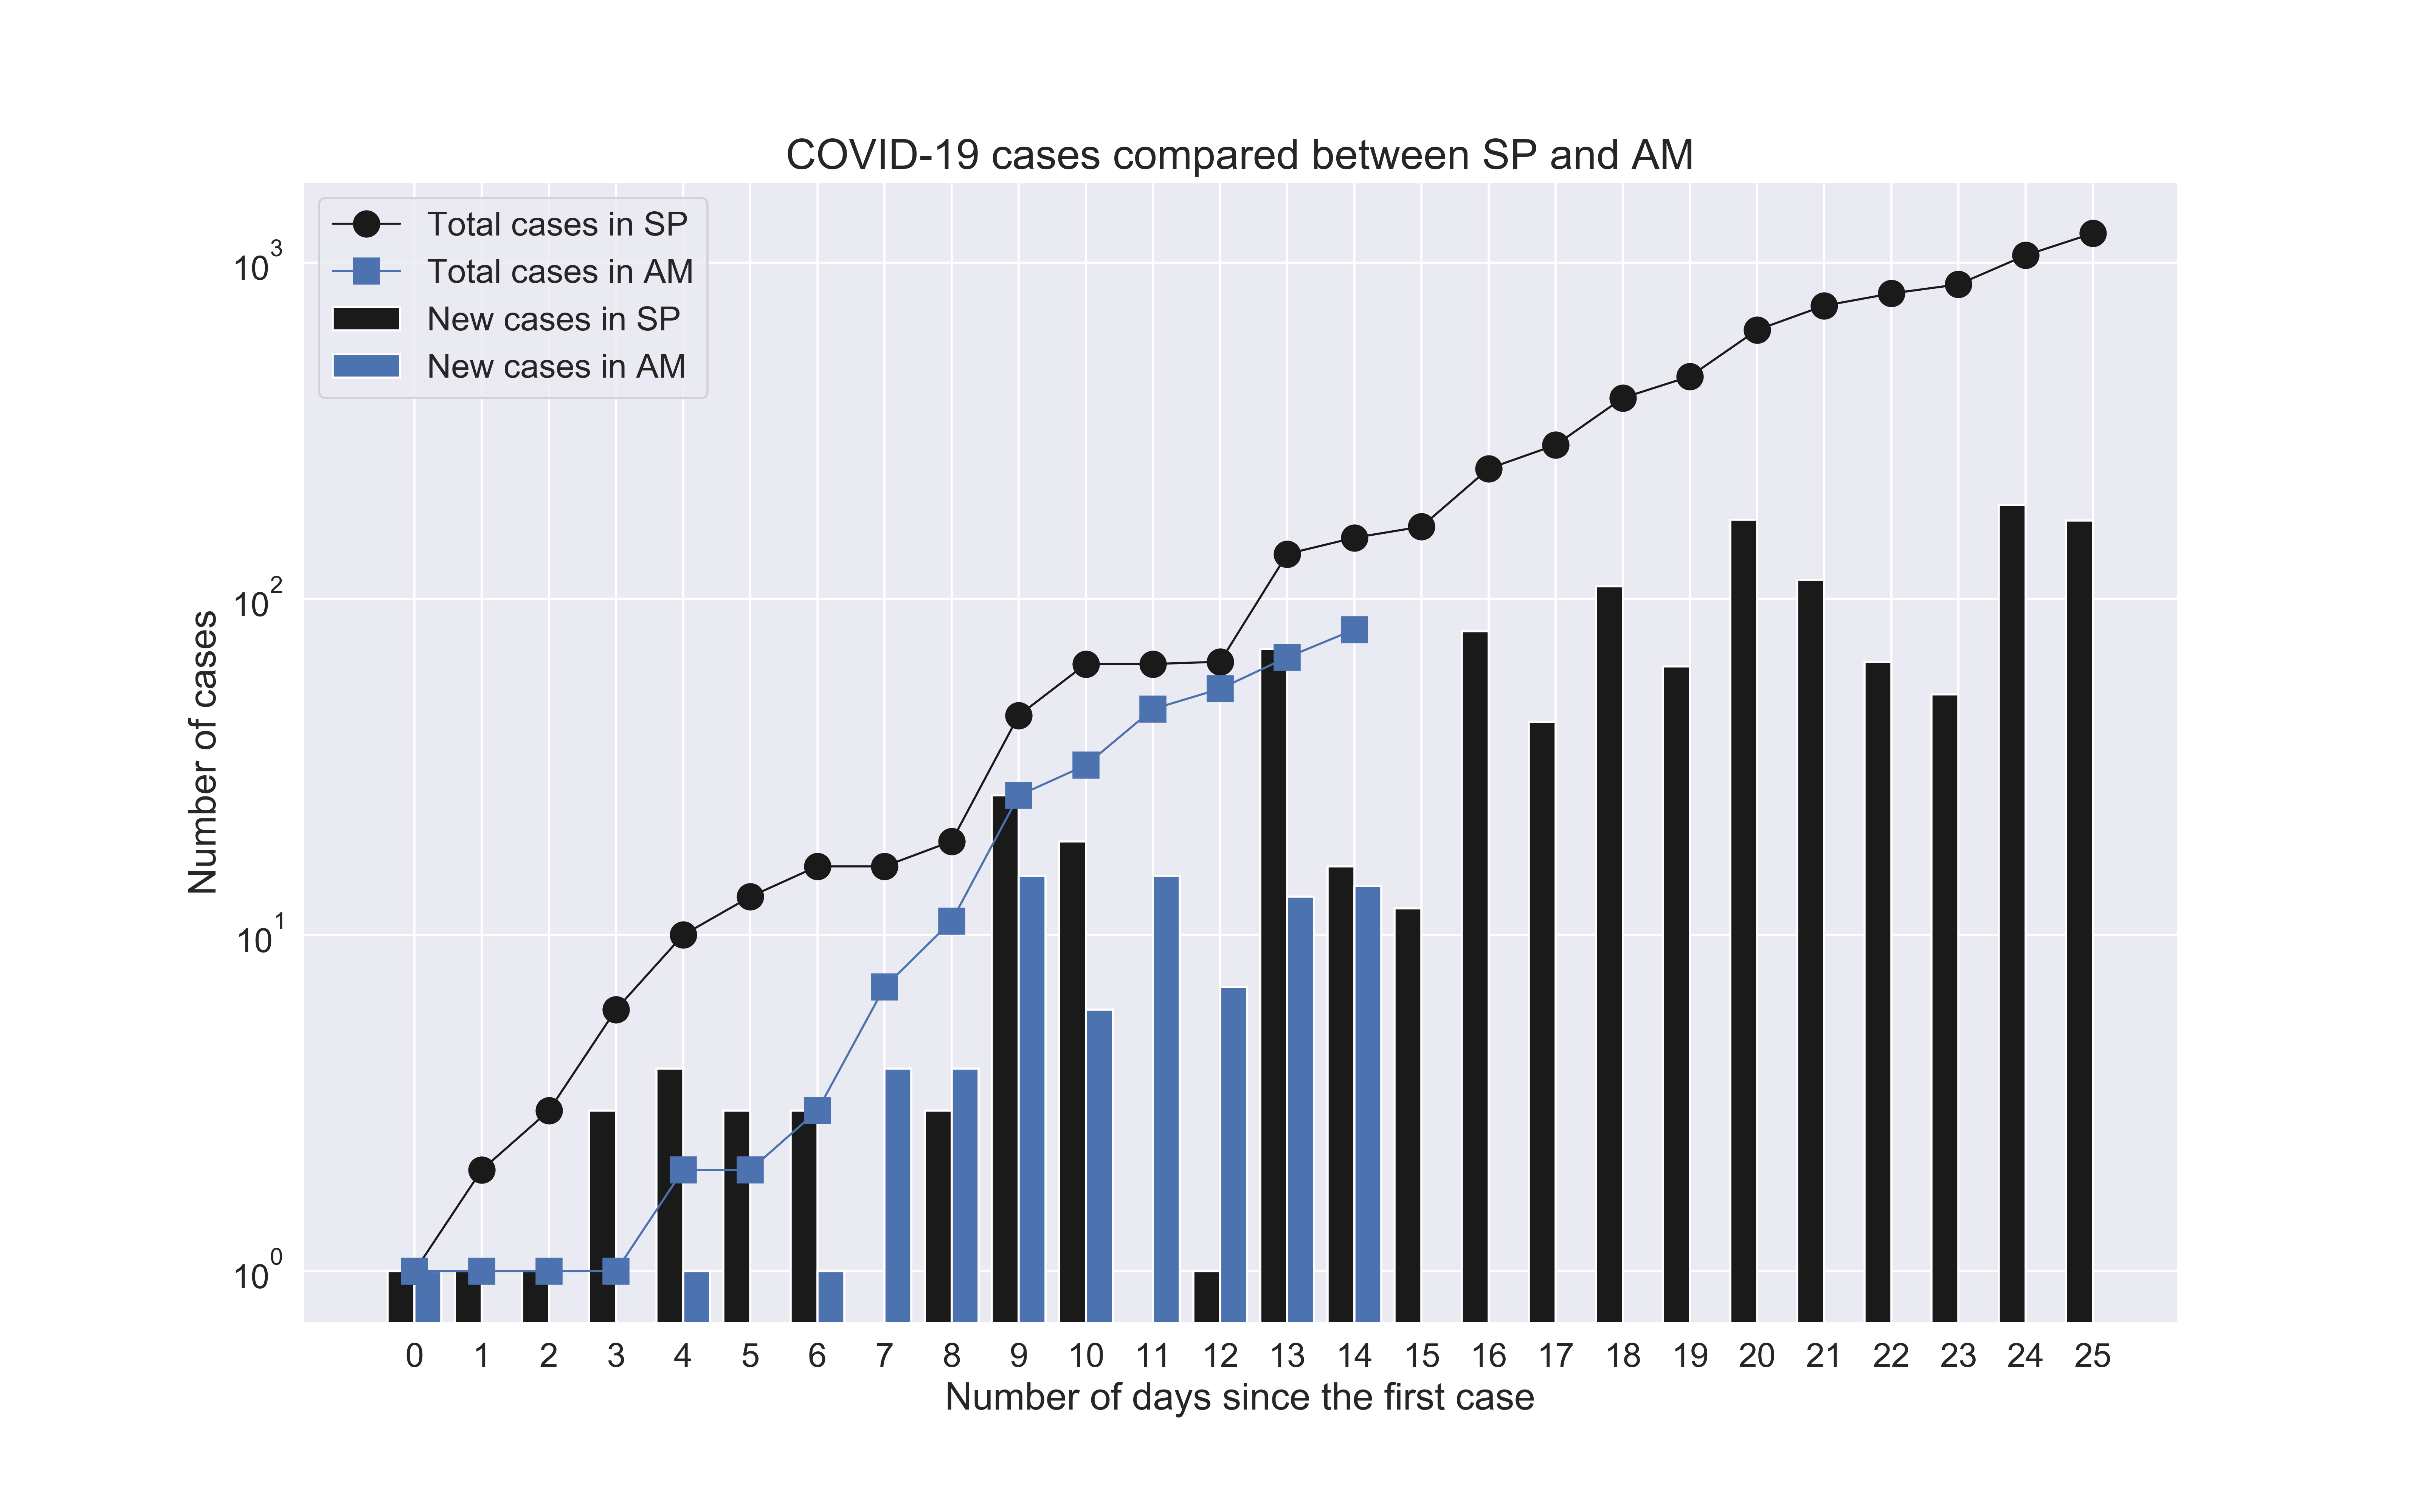 COVID-19 cases compared between SP and AM
Total cases in SP
Total cases in AM
New cases in SP
New cases in AM
Number of cases
10³
10²
10¹
10⁰
0 1 2 3 4 5 6 7 8 9 10 11 12 13 14 15 16 17 18 19 20 21 22 23 24 25
Number of days since the first case